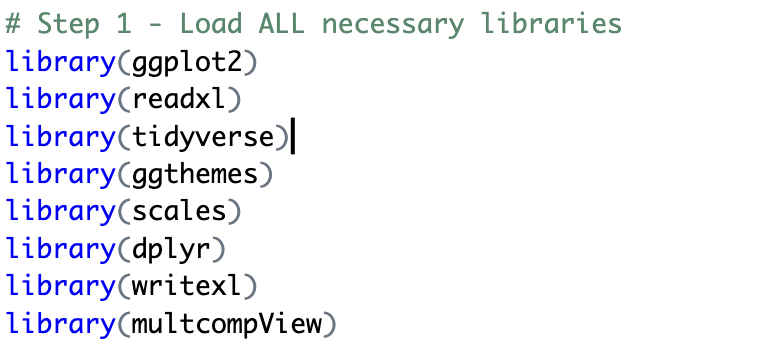 # Step 1 - Load ALL necessary libraries
library(ggplot2)
library(readxl)
library(tidyverse)
library(ggthemes)
library(scales)
library(dplyr)
library(writexl)
library(multcompView)